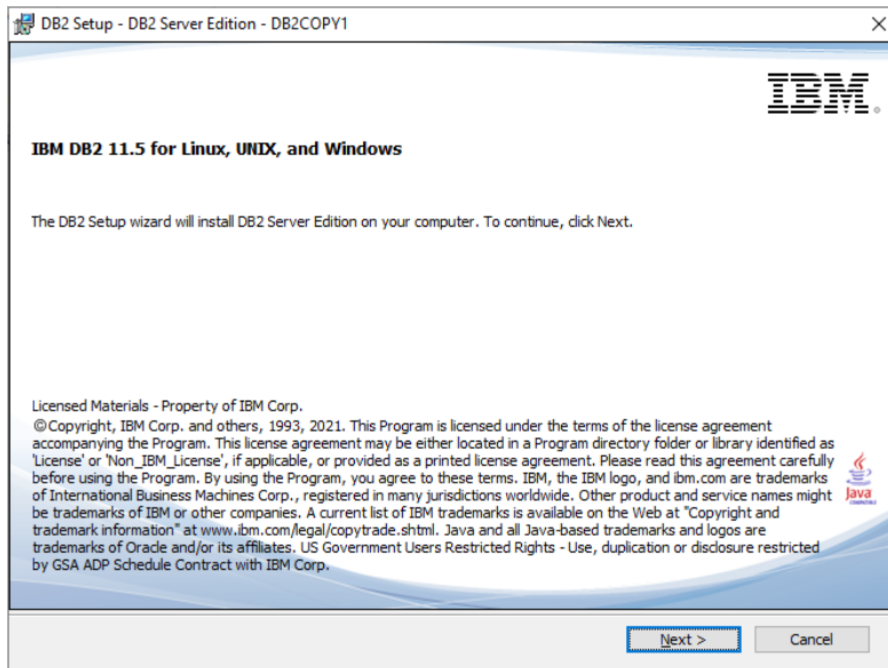 DB2 Setup - DB2 Server Edition - DB2COPY1
IBM
IBM DB2 11.5 for Linux, UNIX, and Windows
The DB2 Setup wizard will install DB2 Server Edition on your computer. To continue, click Next.
Licensed Materials - Property of IBM Corp.
©Copyright, IBM Corp. and others, 1993, 2021. This Program is licensed under the terms of the license agreement
accompanying the Program. This license agreement may be either located in a Program directory folder or library identified as
'License' or 'Non_IBM_License', if applicable, or provided as a printed license agreement. Please read this agreement carefully
before using the Program. By using the Program, you agree to these terms. IBM, the IBM logo, and ibm.com are trademarks
of International Business Machines Corp., registered in many jurisdictions worldwide. Other product and service names might
be trademarks of IBM or other companies. A current list of IBM trademarks is available on the Web at "Copyright and
trademark information" at www.ibm.com/legal/copytrade.shtml. Java and all Java-based trademarks and logos are
trademarks of Oracle and/or its affiliates. US Government Users Restricted Rights - Use, duplication or disclosure restricted
by GSA ADP Schedule Contract with IBM Corp.
Java
COMPATIBLE
Next >
Cancel